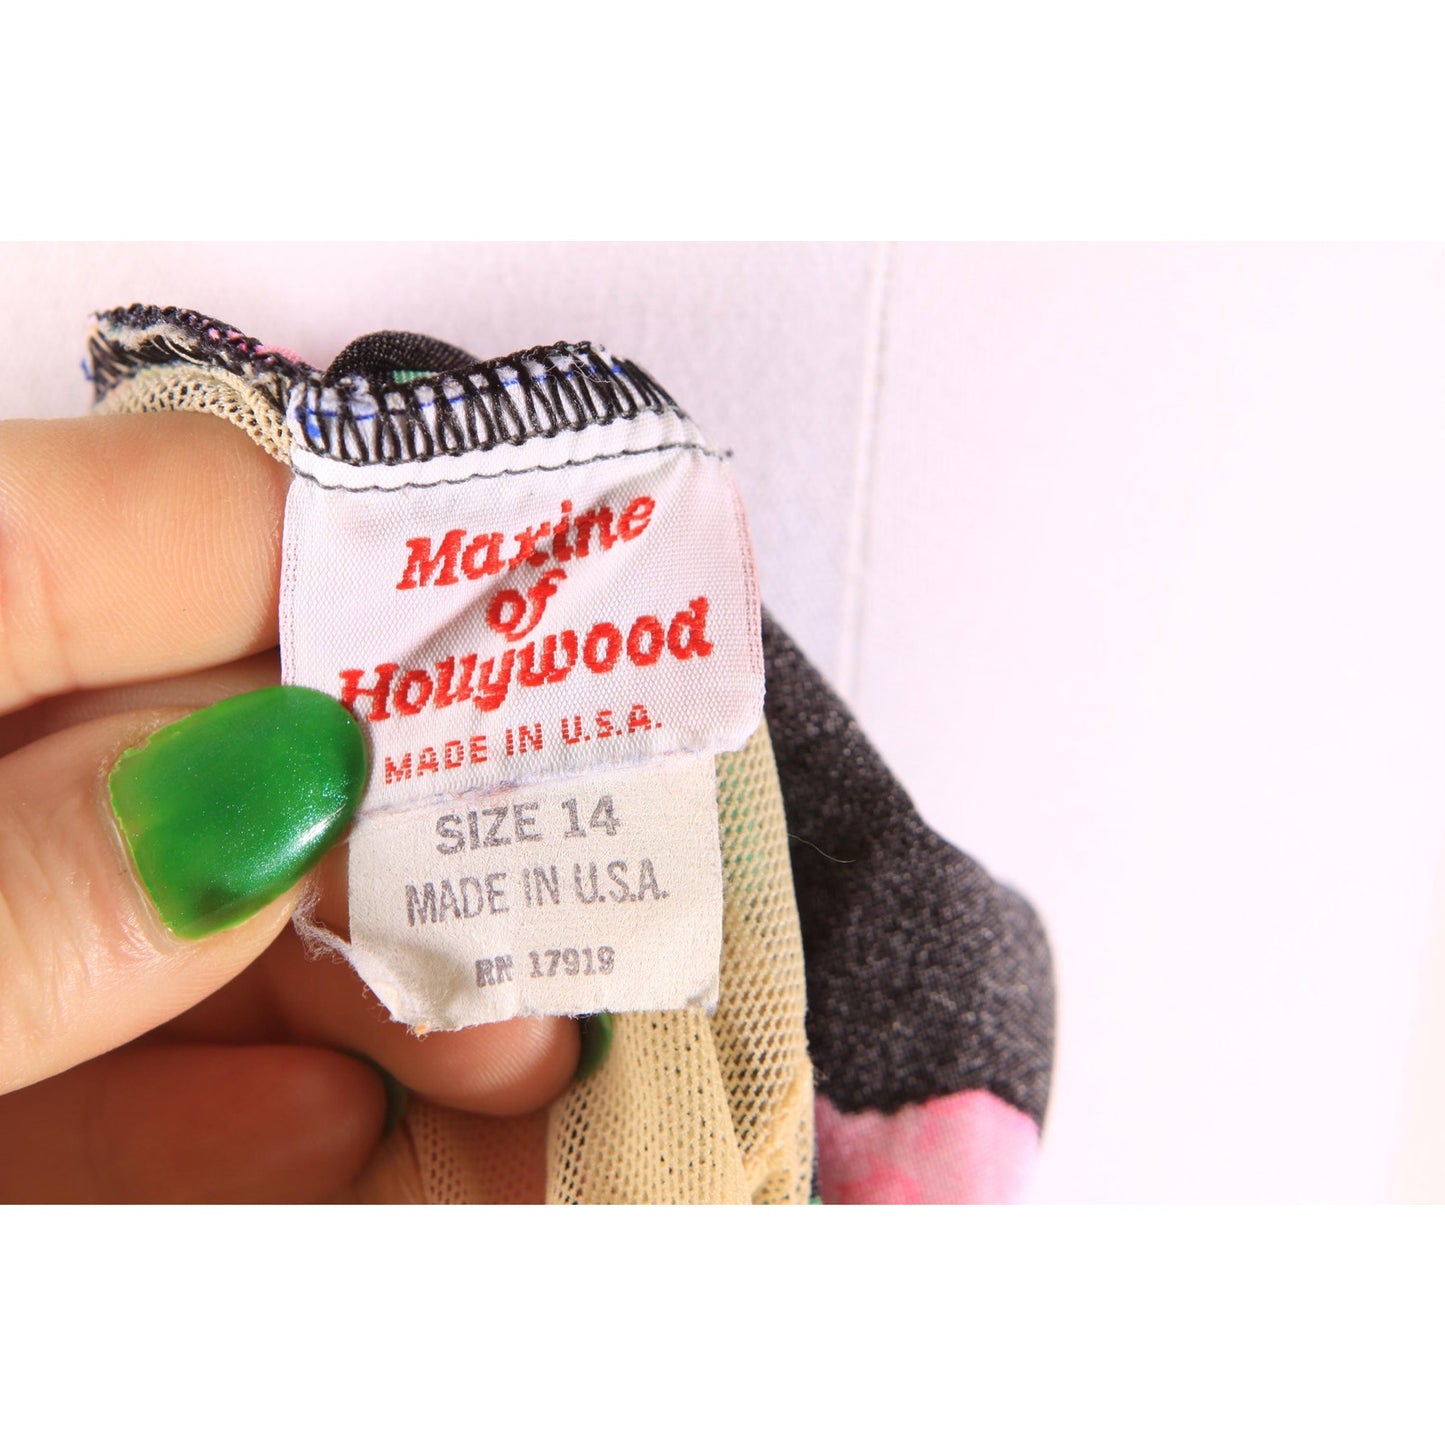 Maxine
of
Hollywood
MADE IN U.S.A.
SIZE 14
MADE IN U.S.A.
RN 17919